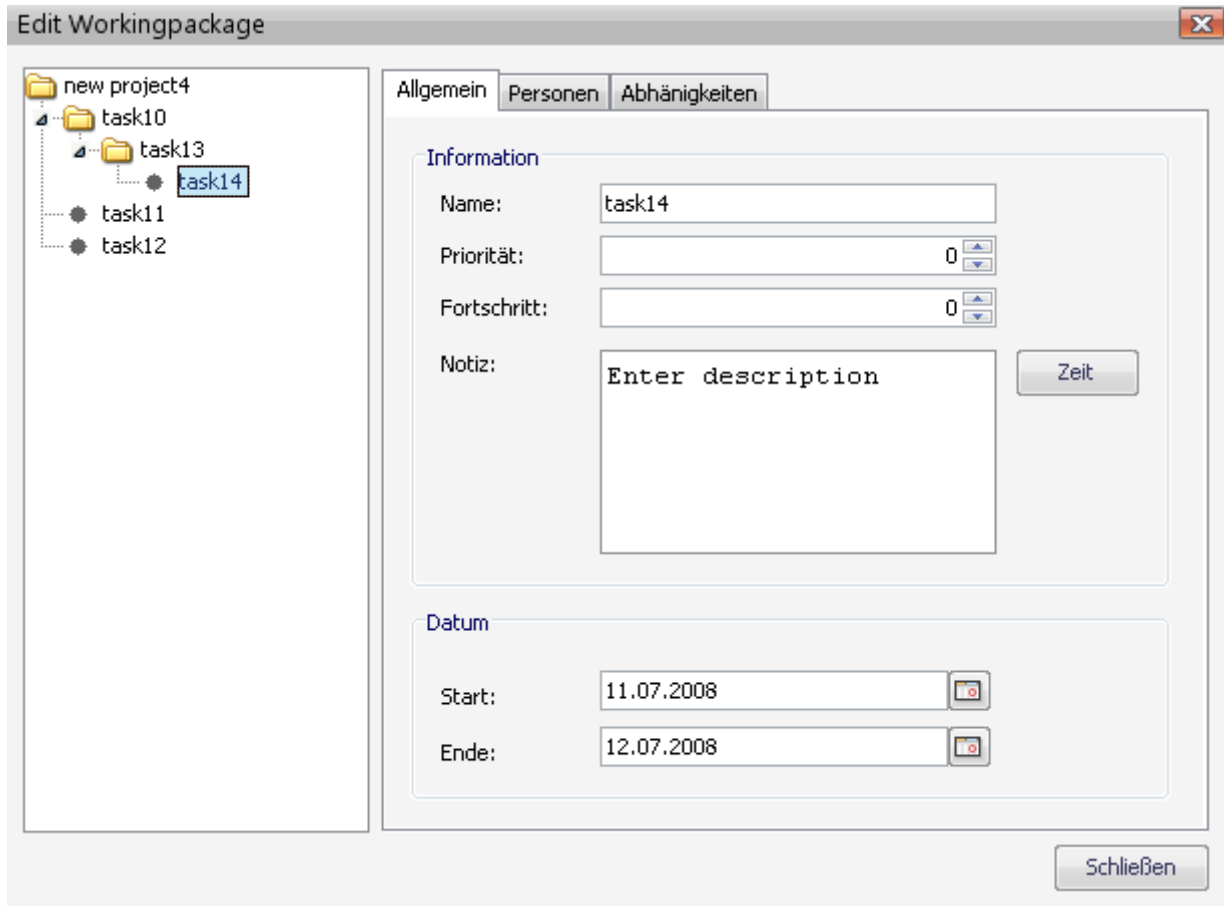 Edit Workingpackage
new project4
task10
task13
task14
task11
task12
Allgemein Personen Abhänigkeiten
Information
Name: task14
Priorität: 0
Fortschritt: 0
Notiz: Enter description Zeit
Datum
Start: 11.07.2008
Ende: 12.07.2008
Schließen